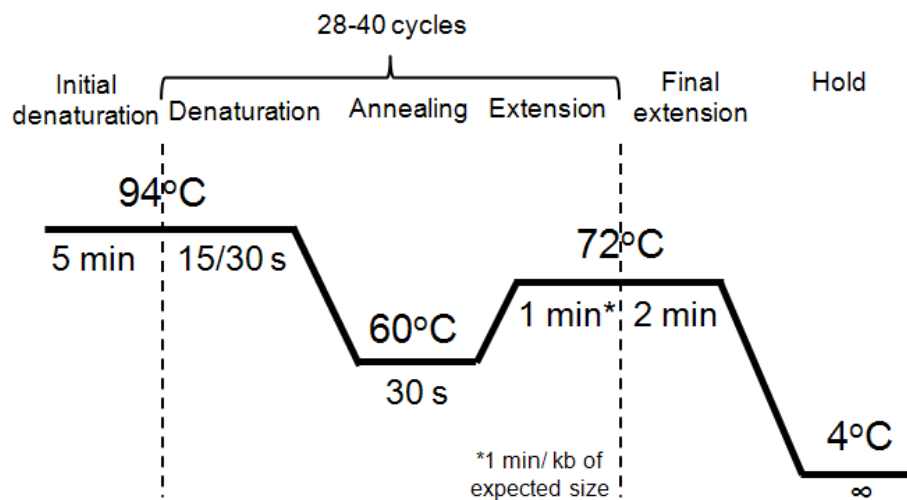 28-40 cycles
Initial
denaturation
Denaturation
Annealing
Extension
Final
extension
Hold
94°C
5 min
15/30 s
60°C
30 s
72°C
1 min*
2 min
4°C
∞
*1 min/ kb of
expected size